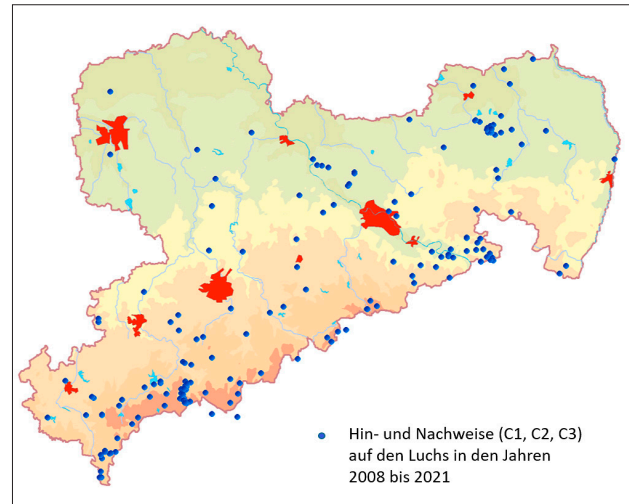 Hin- und Nachweise (C1, C2, C3)
auf den Luchs in den Jahren
2008 bis 2021